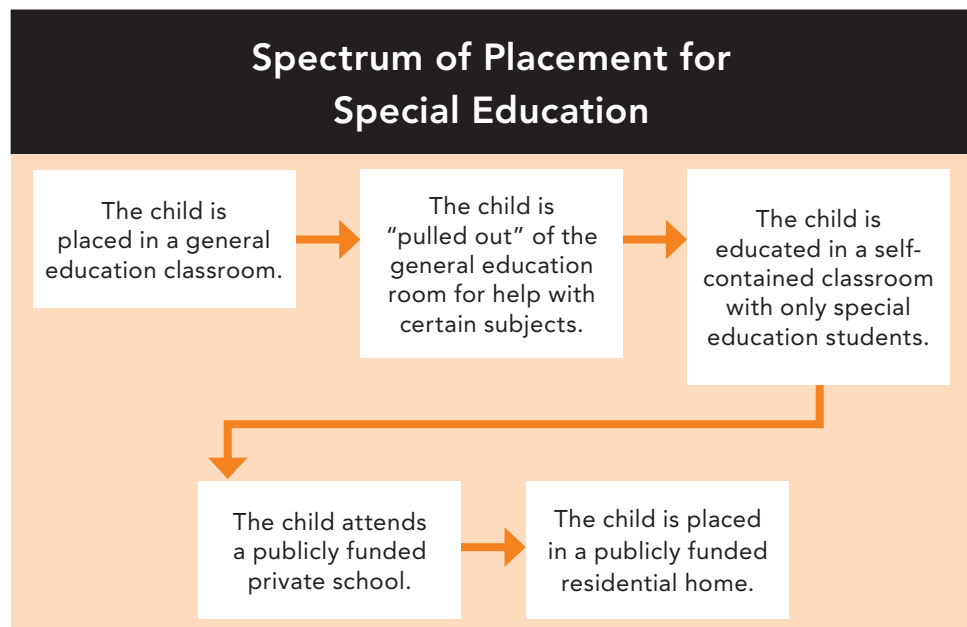 Spectrum of Placement for
Special Education
The child is
placed in a general
education classroom.
The child is
“pulled out” of the
general education
room for help with
certain subjects.
The child is
educated in a self-
contained classroom
with only special
education students.
The child attends
a publicly funded
private school.
The child is placed
in a publicly funded
residential home.